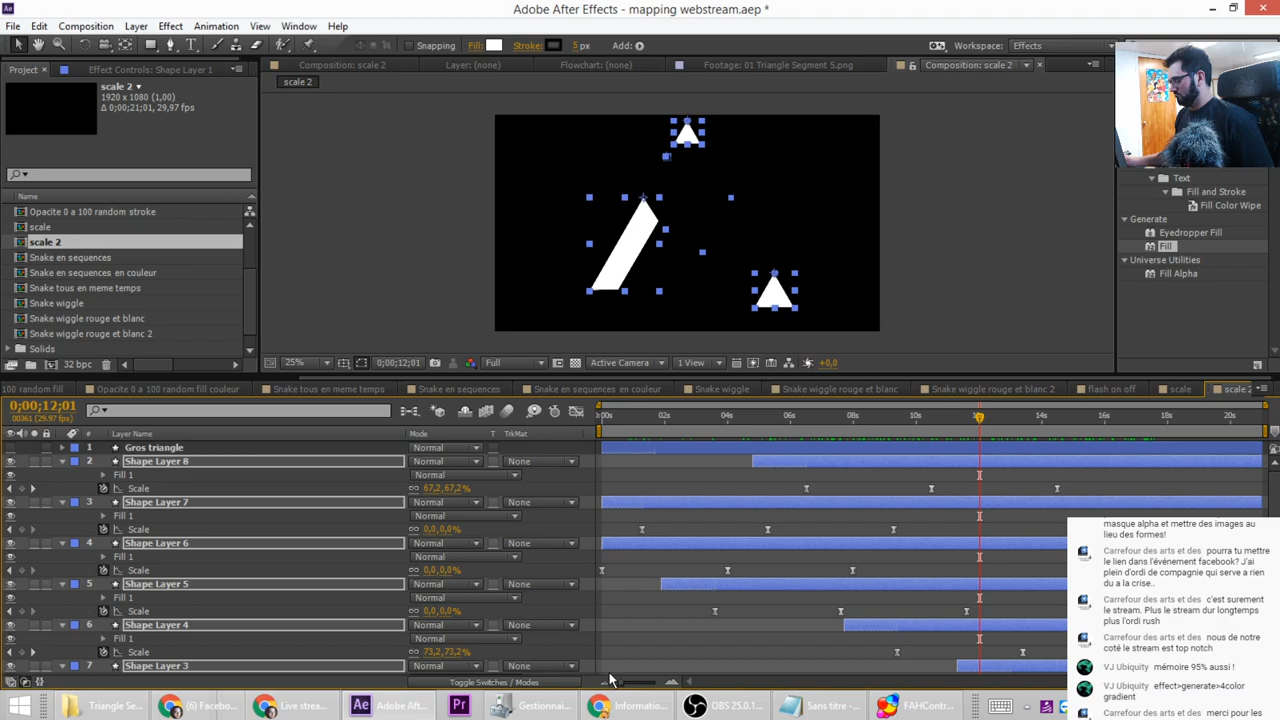 Adobe After Effects - mapping webstream.aep *
File Edit Composition Layer Effect Animation View Window Help
Snapping Fill: Stroke: 5 px Add: Workspace: Effects
Project Effect Controls: Shape Layer 1 Composition: scale 2 Layer: (none) Flowchart: (none) Footage: 01 Triangle Segment 5.png Composition: scale 2
scale 2
1920 x 1080 (1,00)
Δ 0;00;21;01, 29,97 fps
scale 2
Name
Opacite 0 a 100 random stroke
scale
scale 2
Snake en sequences
Snake en sequences en couleur
Snake tous en meme temps
Snake wiggle
Snake wiggle rouge et blanc
Snake wiggle rouge et blanc 2
Solids
32 bpc
Text
Fill and Stroke
Fill Color Wipe
Generate
Eyedropper Fill
Fill
Universe Utilities
Fill Alpha
25% 0;00;12;01 Full Active Camera 1 View +0,0
100 random fill Opacite 0 a 100 random fill couleur Snake tous en meme temps Snake en sequences Snake en sequences en couleur Snake wiggle Snake wiggle rouge et blanc Snake wiggle rouge et blanc 2 flash on off scale scale 2
0;00;12;01
00361 (29.97 fps)
02s 04s 06s 08s 10s 14s 16s 18s 20s
# Layer Name Mode T TrkMat
1 Gros triangle Normal
2 Shape Layer 8 Normal None
Fill 1 Normal
Scale 67,2,67,2%
3 Shape Layer 7 Normal None
Fill 1 Normal
Scale 0,0,0,0%
4 Shape Layer 6 Normal None
Fill 1 Normal
Scale 0,0,0,0%
5 Shape Layer 5 Normal None
Fill 1 Normal
Scale 0,0,0,0%
6 Shape Layer 4 Normal None
Fill 1 Normal
Scale 73,2,73,2%
7 Shape Layer 3 Normal None
Toggle Switches / Modes
masque alpha et mettre des images au
lieu des formes!
Carrefour des arts et des pourra tu mettre
le lien dans l'événement facebook? J'ai
plein d'ordi de compagnie qui serve a rien
du a la crise..
Carrefour des arts et des c'est surement
le stream. Plus le stream dur longtemps
plus l'ordi rush
Carrefour des arts et des nous de notre
coté le stream est top notch
VJ Ubiquity mémoire 95% aussi !
VJ Ubiquity effect>generate>4color
gradient
Carrefour des arts et des merci pour les
Triangle Se... (6) Facebo... Live stream... Adobe Afte... Gestionnai... Informatio... OBS 25.0.1... Sans titre -... FAHContr...